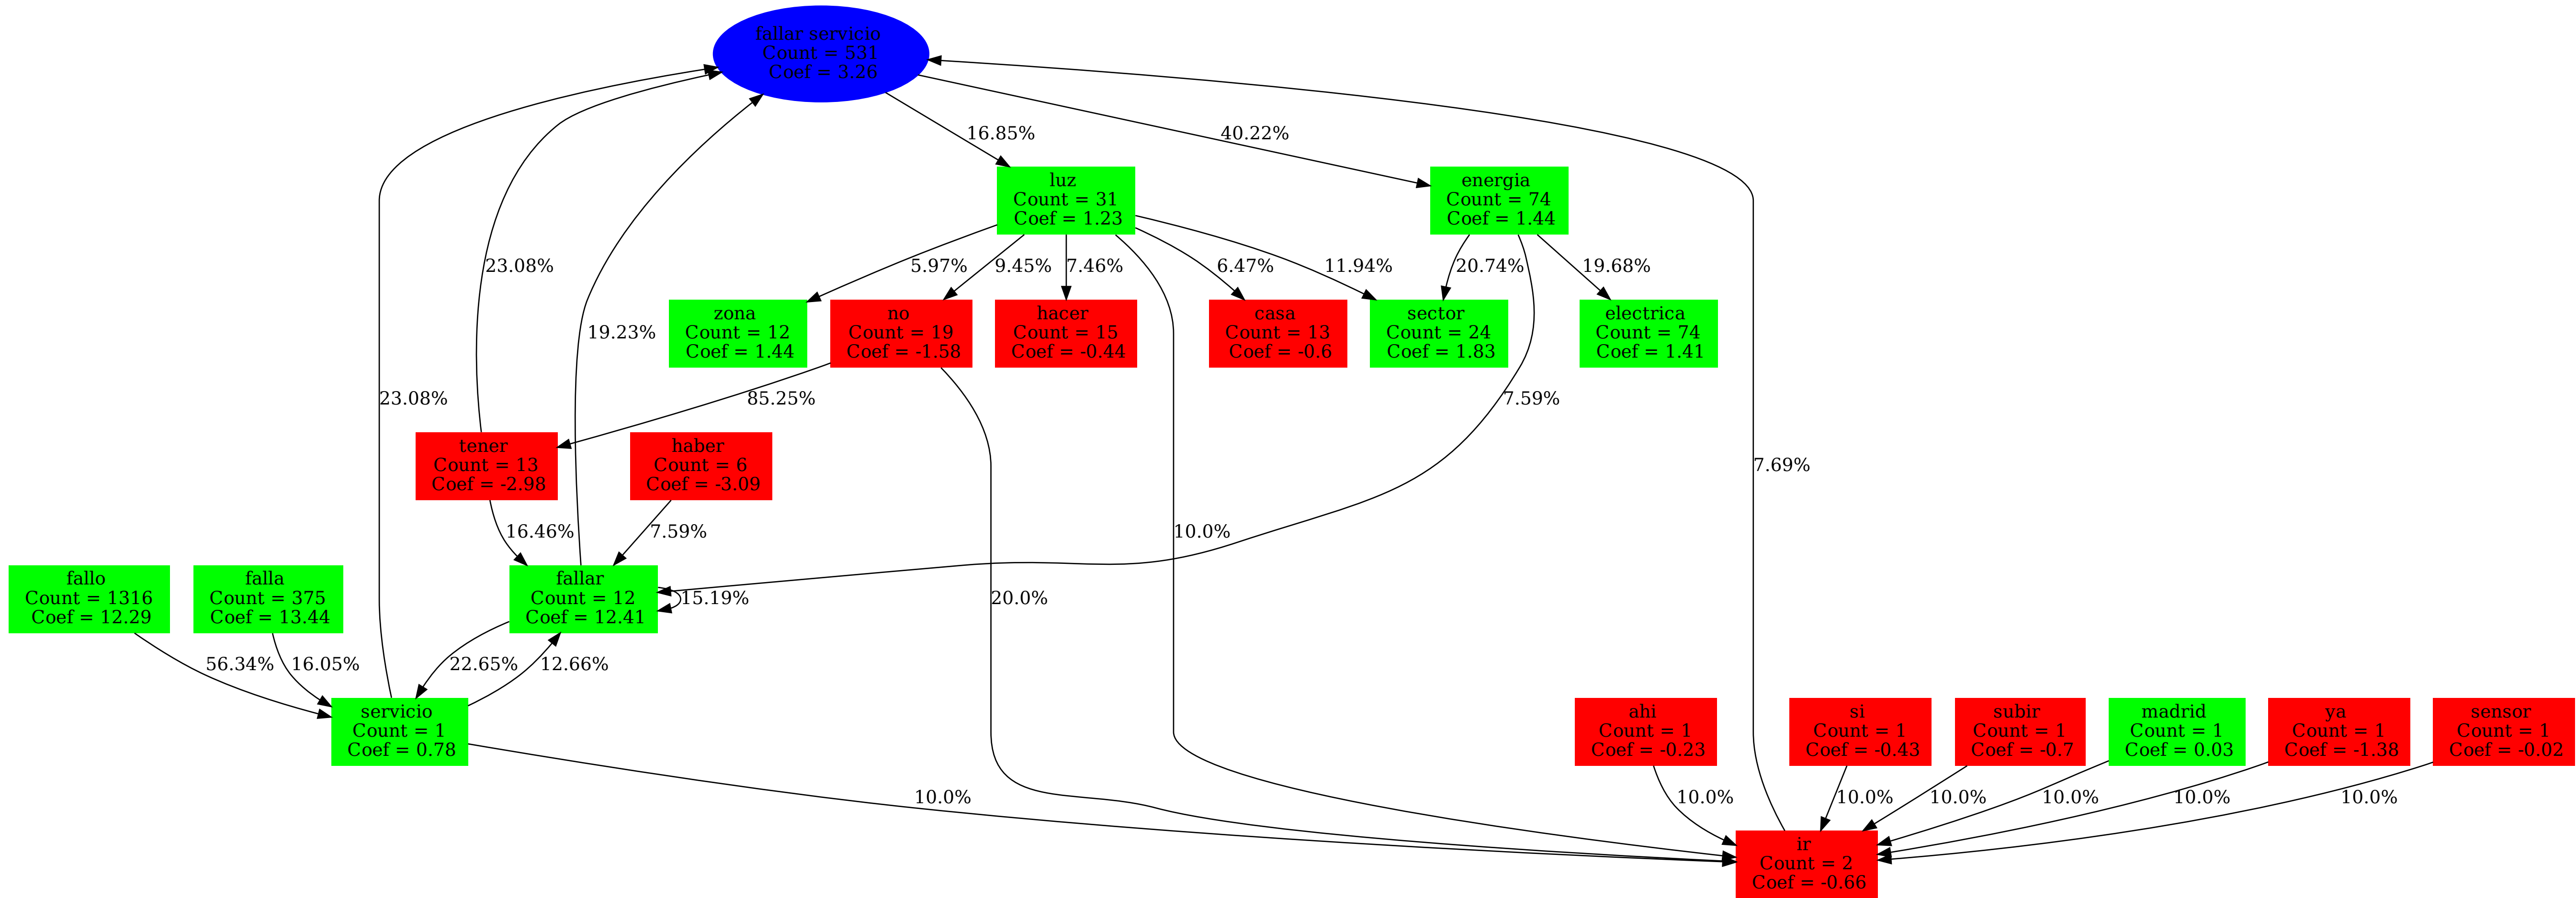 fallar servicio
Count = 531
Coef = 3.26
16.85%
40.22%
luz
Count = 31
Coef = 1.23
energia
Count = 74
Coef = 1.44
23.08%
5.97%
9.45%
7.46%
6.47%
11.94%
20.74%
19.68%
19.23%
zona
Count = 12
Coef = 1.44
no
Count = 19
Coef = -1.58
hacer
Count = 15
Coef = -0.44
casa
Count = 13
Coef = -0.6
sector
Count = 24
Coef = 1.83
electrica
Count = 74
Coef = 1.41
23.08%
85.25%
7.59%
tener
Count = 13
Coef = -2.98
haber
Count = 6
Coef = -3.09
7.69%
16.46%
7.59%
10.0%
fallo
Count = 1316
Coef = 12.29
falla
Count = 375
Coef = 13.44
fallar
Count = 12
Coef = 12.41
15.19%
20.0%
56.34%
16.05%
22.65%
12.66%
servicio
Count = 1
Coef = 0.78
ahi
Count = 1
Coef = -0.23
si
Count = 1
Coef = -0.43
subir
Count = 1
Coef = -0.7
madrid
Count = 1
Coef = 0.03
ya
Count = 1
Coef = -1.38
sensor
Count = 1
Coef = -0.02
10.0%
10.0%
10.0%
10.0%
10.0%
10.0%
10.0%
ir
Count = 2
Coef = -0.66